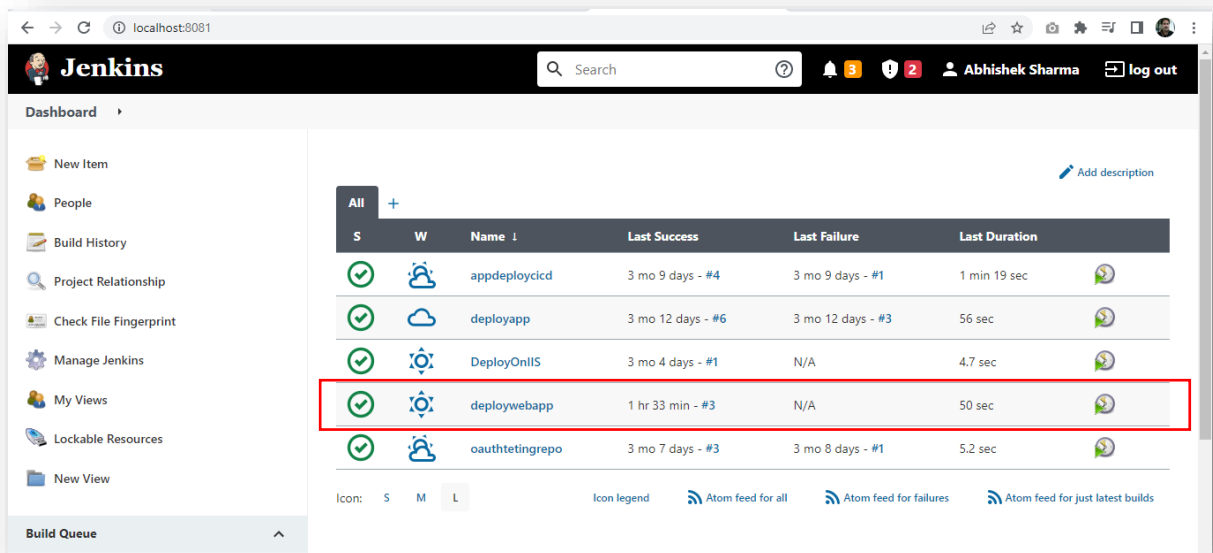 localhost:8081
Jenkins
Search
3
2
Abhishek Sharma
log out
Dashboard
New Item
People
Build History
Project Relationship
Check File Fingerprint
Manage Jenkins
My Views
Lockable Resources
New View
Build Queue
Add description
All +
S W Name ↓ Last Success Last Failure Last Duration
appdeploycicd 3 mo 9 days - #4 3 mo 9 days - #1 1 min 19 sec
deployapp 3 mo 12 days - #6 3 mo 12 days - #3 56 sec
DeployOnIIS 3 mo 4 days - #1 N/A 4.7 sec
deploywebapp 1 hr 33 min - #3 N/A 50 sec
oauthtetingrepo 3 mo 7 days - #3 3 mo 8 days - #1 5.2 sec
Icon: S M L Icon legend Atom feed for all Atom feed for failures Atom feed for just latest builds